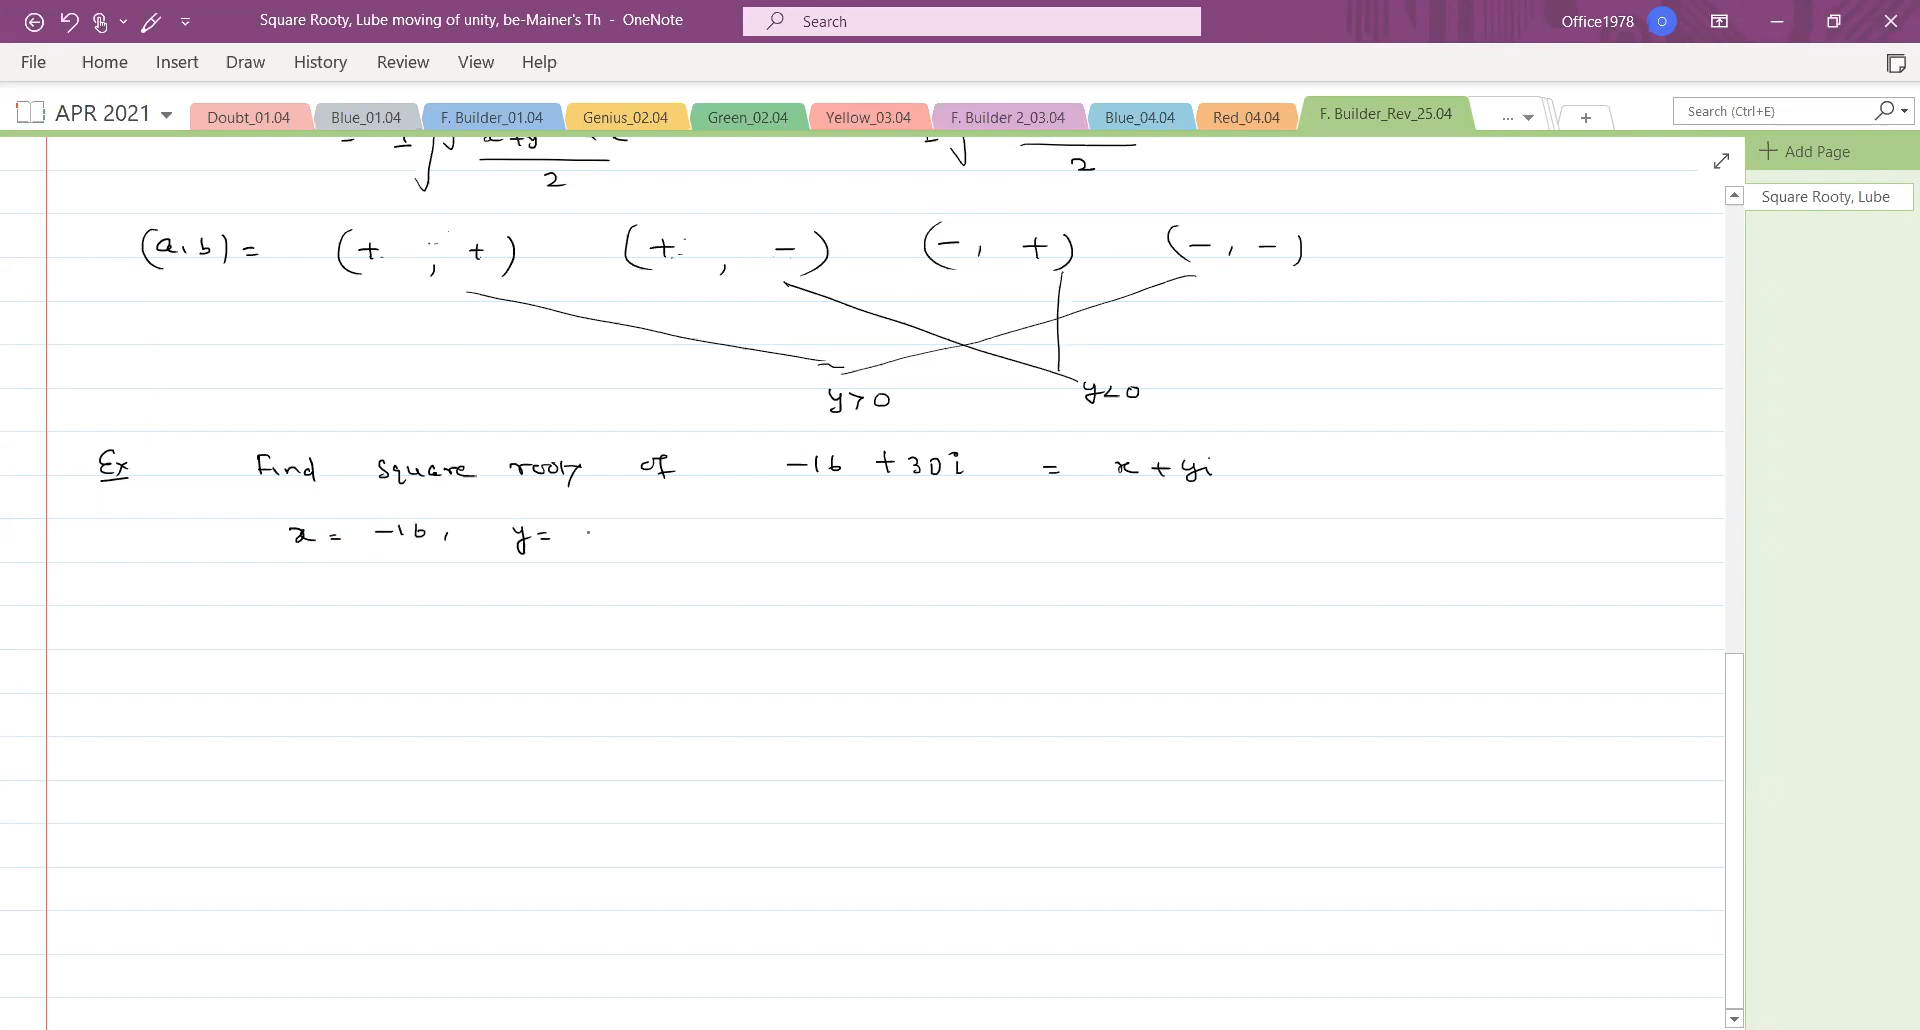 Square Rooty, Lube moving of unity, be-Mainer's Th - OneNote
Search
Office1978
O
File Home Insert Draw History Review View Help
APR 2021
Doubt_01.04 Blue_01.04 F. Builder_01.04 Genius_02.04 Green_02.04 Yellow_03.04 F. Builder 2_03.04 Blue_04.04 Red_04.04 F. Builder_Rev_25.04 ... +
Search (Ctrl+E)
+ Add Page
Square Rooty, Lube
2 2
(a, b) = (+ , +) (+ , -) (-, +) (-, -)
y > 0 y < 0
Ex Find square rooty of -16 + 30i = x + yi
x = -16, y =